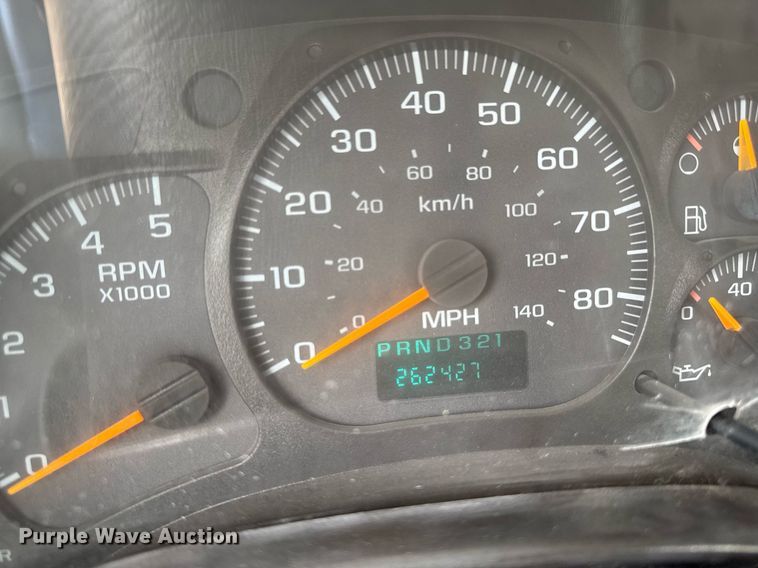 0 1 2 3 4 5
RPM
X1000
0 10 20 30 40 50 60 70 80
0 20 40 60 80 100 120 140
km/h
MPH
PRND321
262427
0 40
R
Purple Wave Auction